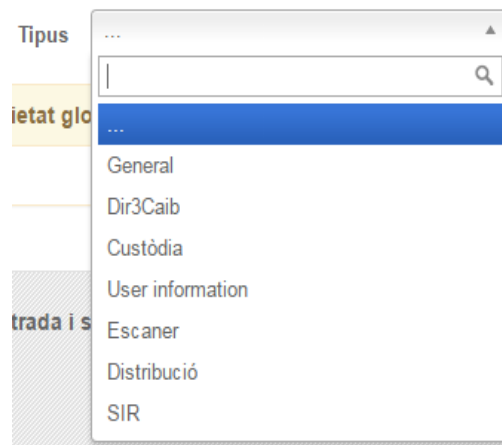 Tipus ...
ietat glo
...
General
Dir3Caib
Custòdia
User information
trada i s
Escaner
Distribució
SIR